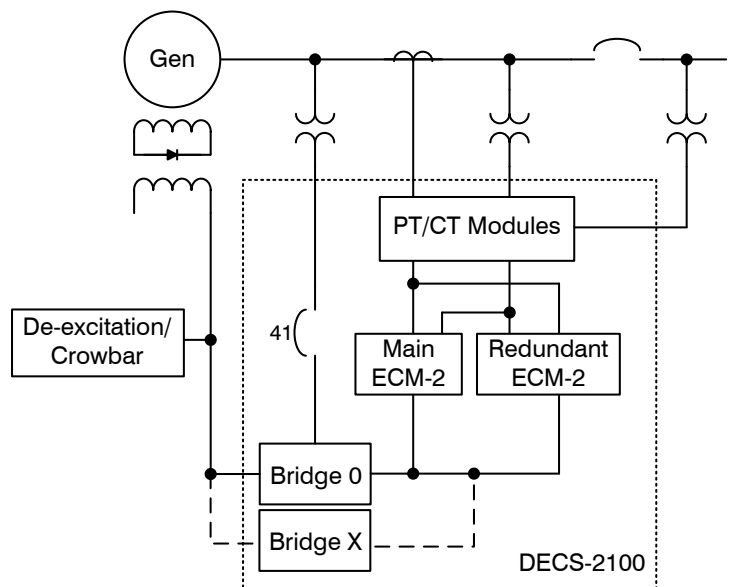 Gen
PT/CT Modules
De-excitation/
Crowbar
41
Main
ECM-2
Redundant
ECM-2
Bridge 0
Bridge X
DECS-2100